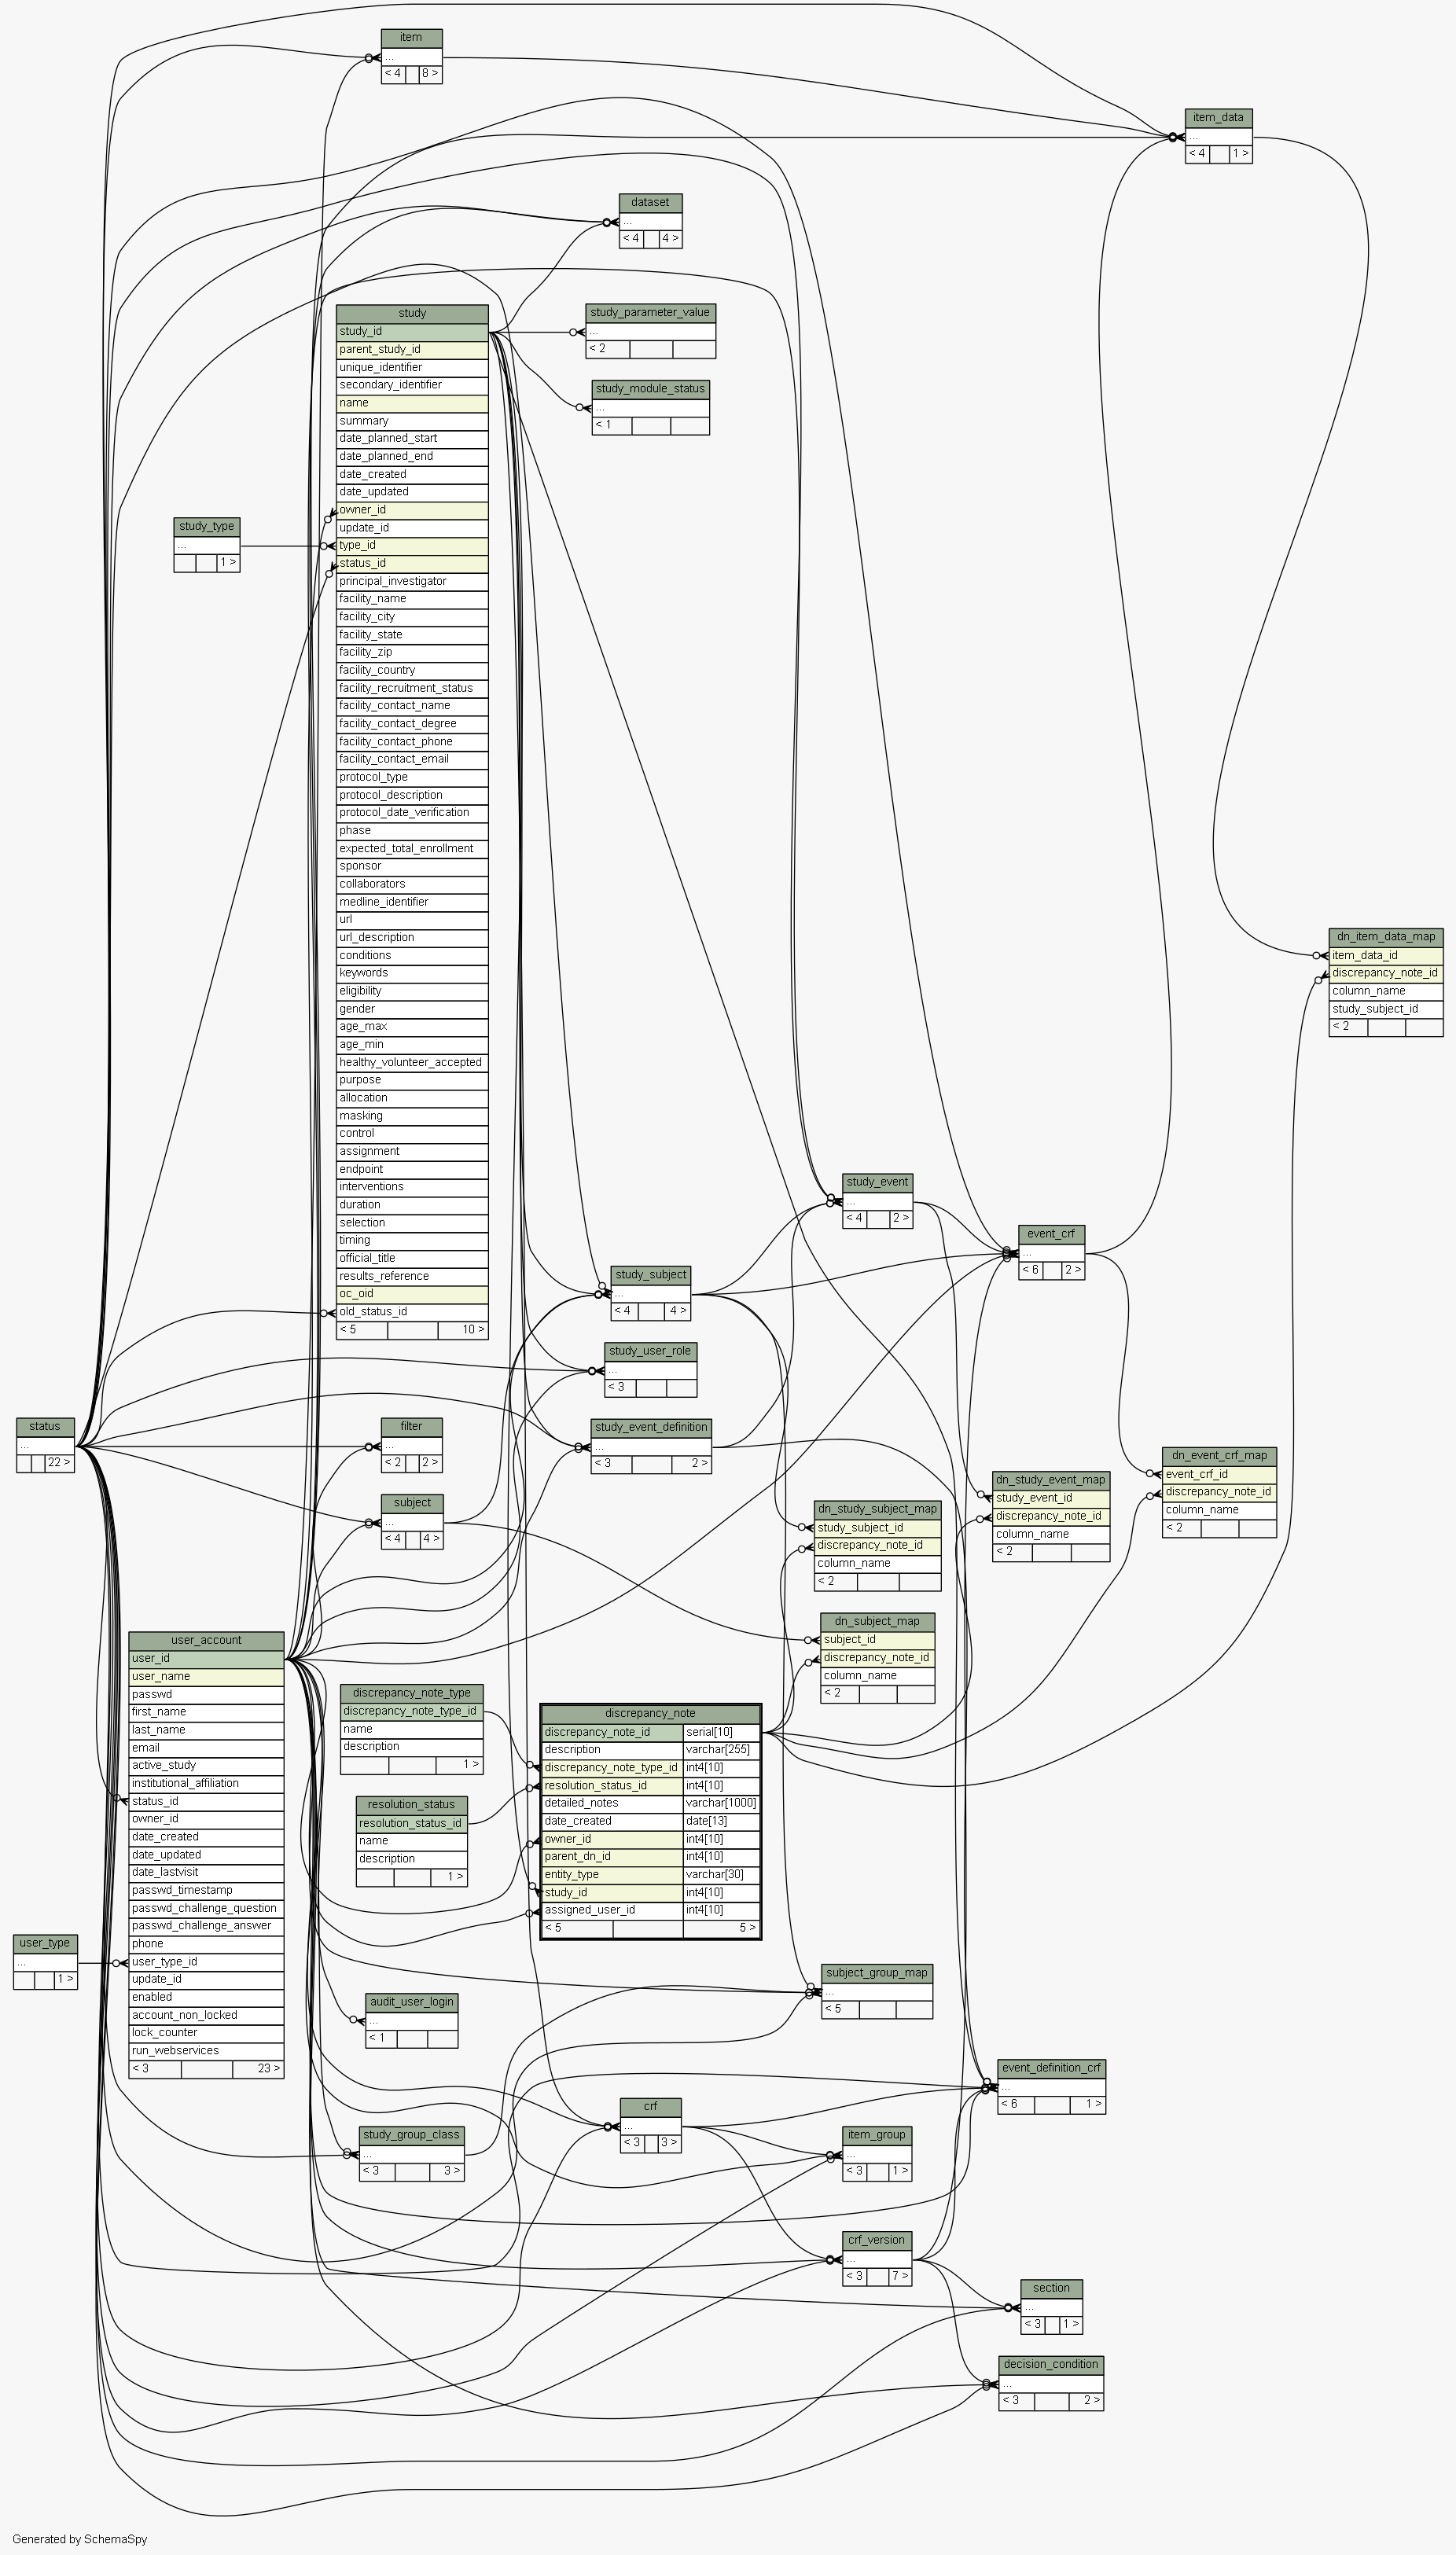 item
...
< 4 8 >
item_data
...
< 4 1 >
dataset
...
< 4 4 >
study
study_id
parent_study_id
unique_identifier
secondary_identifier
name
summary
date_planned_start
date_planned_end
date_created
date_updated
owner_id
update_id
type_id
status_id
principal_investigator
facility_name
facility_city
facility_state
facility_zip
facility_country
facility_recruitment_status
facility_contact_name
facility_contact_degree
facility_contact_phone
facility_contact_email
protocol_type
protocol_description
protocol_date_verification
phase
expected_total_enrollment
sponsor
collaborators
medline_identifier
url
url_description
conditions
keywords
eligibility
gender
age_max
age_min
healthy_volunteer_accepted
purpose
allocation
masking
control
assignment
endpoint
interventions
duration
selection
timing
official_title
results_reference
oc_oid
old_status_id
< 5 10 >
study_parameter_value
...
< 2
study_module_status
...
< 1
study_type
...
1 >
dn_item_data_map
item_data_id
discrepancy_note_id
column_name
study_subject_id
< 2
study_event
...
< 4 2 >
event_crf
...
< 6 2 >
study_subject
...
< 4 4 >
study_user_role
...
< 3
status
...
22 >
filter
...
< 2 2 >
study_event_definition
...
< 3 2 >
dn_event_crf_map
event_crf_id
discrepancy_note_id
column_name
< 2
dn_study_event_map
study_event_id
discrepancy_note_id
column_name
< 2
subject
...
< 4 4 >
dn_study_subject_map
study_subject_id
discrepancy_note_id
column_name
< 2
dn_subject_map
subject_id
discrepancy_note_id
column_name
< 2
user_account
user_id
user_name
passwd
first_name
last_name
email
active_study
institutional_affiliation
status_id
owner_id
date_created
date_updated
date_lastvisit
passwd_timestamp
passwd_challenge_question
passwd_challenge_answer
phone
user_type_id
update_id
enabled
account_non_locked
lock_counter
run_webservices
< 3 23 >
discrepancy_note_type
discrepancy_note_type_id
name
description
1 >
discrepancy_note
discrepancy_note_id serial[10]
description varchar[255]
discrepancy_note_type_id int4[10]
resolution_status_id int4[10]
detailed_notes varchar[1000]
date_created date[13]
owner_id int4[10]
parent_dn_id int4[10]
entity_type varchar[30]
study_id int4[10]
assigned_user_id int4[10]
< 5 5 >
resolution_status
resolution_status_id
name
description
1 >
user_type
...
1 >
subject_group_map
...
< 5
audit_user_login
...
< 1
event_definition_crf
...
< 6 1 >
crf
...
< 3 3 >
study_group_class
...
< 3 3 >
item_group
...
< 3 1 >
crf_version
...
< 3 7 >
section
...
< 3 1 >
decision_condition
...
< 3 2 >
Generated by SchemaSpy